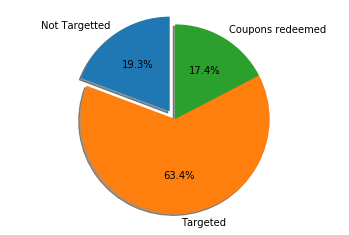 Not Targetted
Coupons redeemed
19.3%
17.4%
63.4%
Targeted